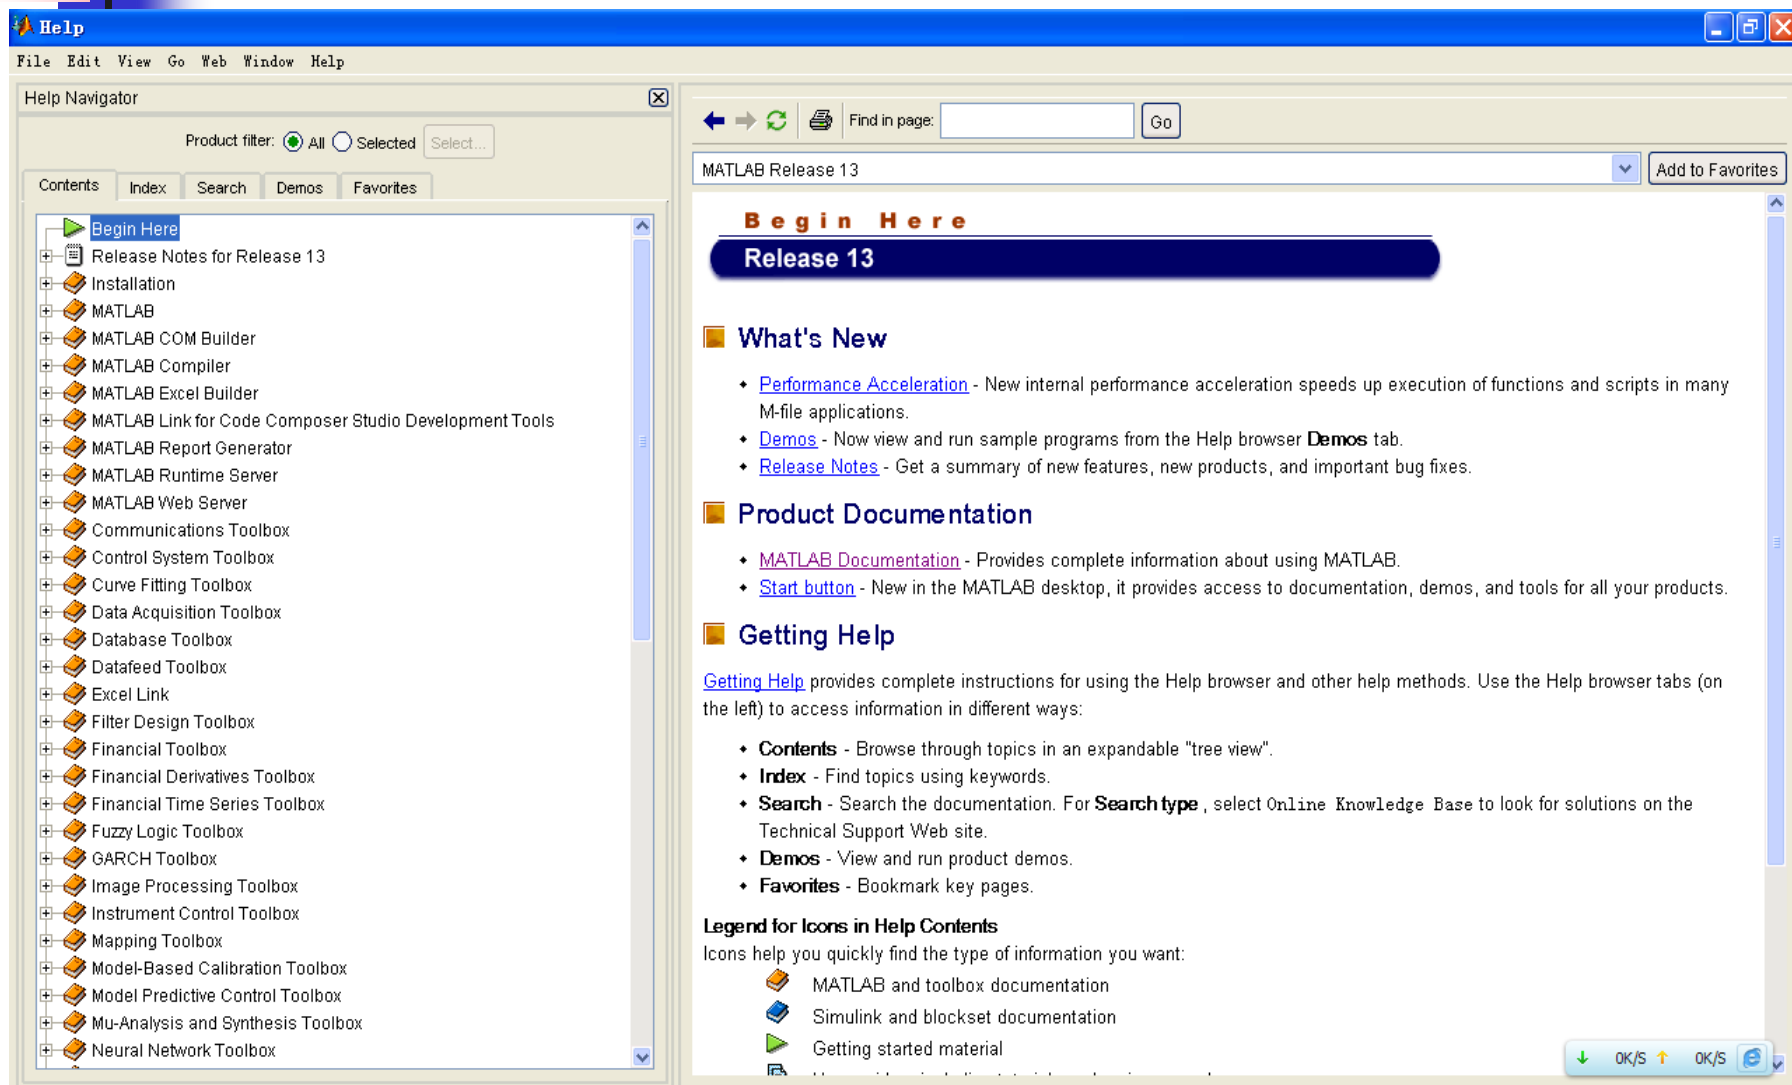 Help
File Edit View Go Web Window Help
Help Navigator
Product filter: All Selected Select...
Contents Index Search Demos Favorites
Begin Here
Release Notes for Release 13
Installation
MATLAB
MATLAB COM Builder
MATLAB Compiler
MATLAB Excel Builder
MATLAB Link for Code Composer Studio Development Tools
MATLAB Report Generator
MATLAB Runtime Server
MATLAB Web Server
Communications Toolbox
Control System Toolbox
Curve Fitting Toolbox
Data Acquisition Toolbox
Database Toolbox
Datafeed Toolbox
Excel Link
Filter Design Toolbox
Financial Toolbox
Financial Derivatives Toolbox
Financial Time Series Toolbox
Fuzzy Logic Toolbox
GARCH Toolbox
Image Processing Toolbox
Instrument Control Toolbox
Mapping Toolbox
Model-Based Calibration Toolbox
Model Predictive Control Toolbox
Mu-Analysis and Synthesis Toolbox
Neural Network Toolbox
Find in page: Go
MATLAB Release 13 Add to Favorites
Begin Here
Release 13
What's New
Performance Acceleration - New internal performance acceleration speeds up execution of functions and scripts in many
M-file applications.
Demos - Now view and run sample programs from the Help browser Demos tab.
Release Notes - Get a summary of new features, new products, and important bug fixes.
Product Documentation
MATLAB Documentation - Provides complete information about using MATLAB.
Start button - New in the MATLAB desktop, it provides access to documentation, demos, and tools for all your products.
Getting Help
Getting Help provides complete instructions for using the Help browser and other help methods. Use the Help browser tabs (on
the left) to access information in different ways:
Contents - Browse through topics in an expandable "tree view".
Index - Find topics using keywords.
Search - Search the documentation. For Search type , select Online Knowledge Base to look for solutions on the
Technical Support Web site.
Demos - View and run product demos.
Favorites - Bookmark key pages.
Legend for Icons in Help Contents
Icons help you quickly find the type of information you want:
MATLAB and toolbox documentation
Simulink and blockset documentation
Getting started material
0K/S 0K/S